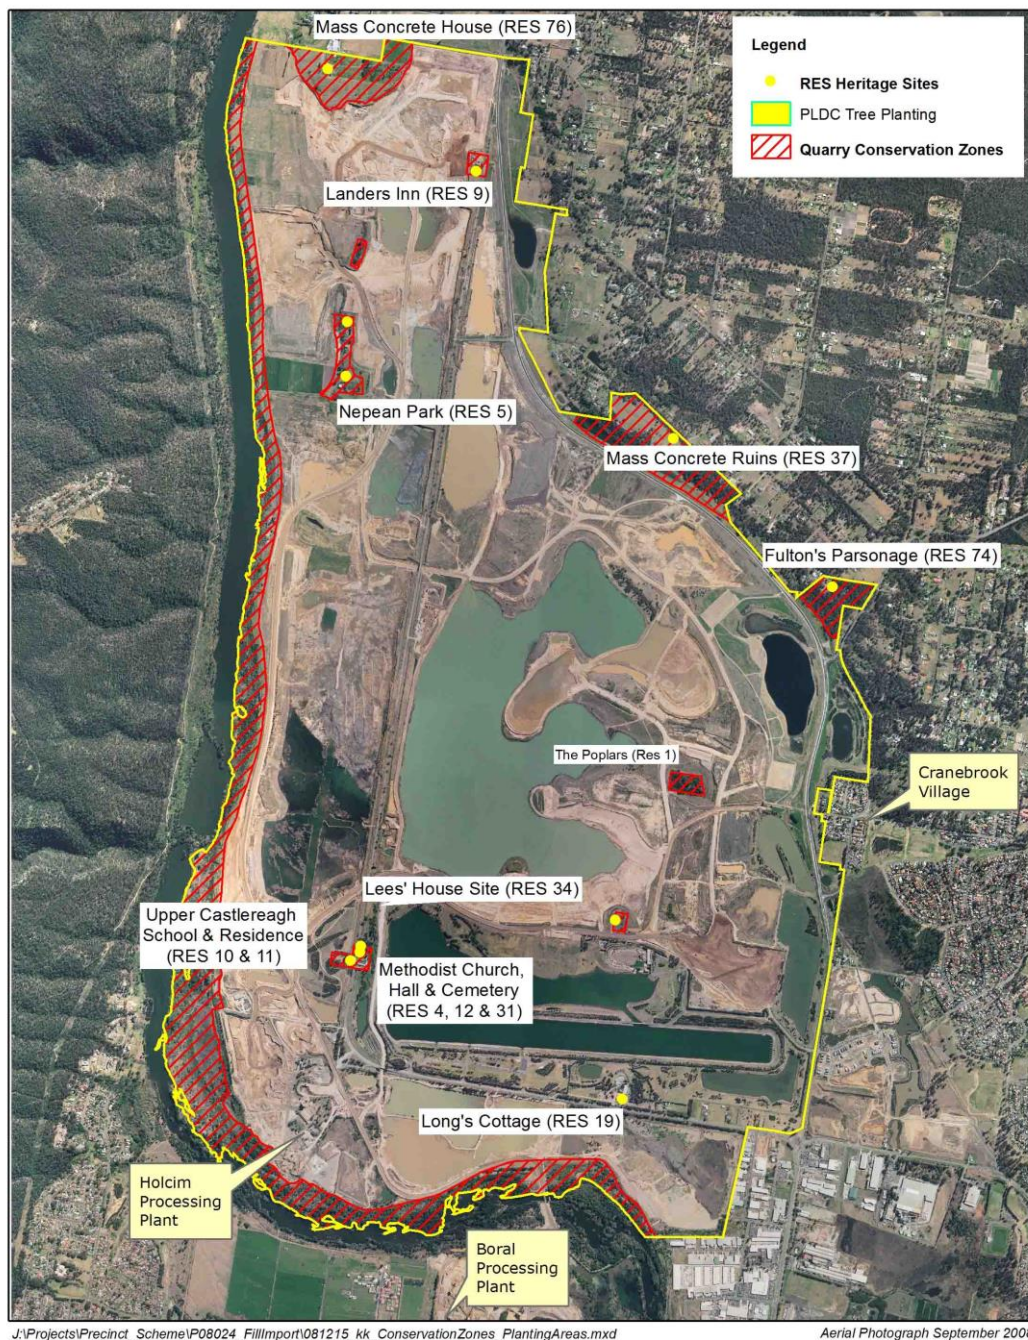 Mass Concrete House (RES 76)
Legend
RES Heritage Sites
PLDC Tree Planting
Quarry Conservation Zones
Landers Inn (RES 9)
Nepean Park (RES 5)
Mass Concrete Ruins (RES 37)
Fulton's Parsonage (RES 74)
The Poplars (Res 1)
Cranebrook
Village
Lees' House Site (RES 34)
Upper Castlereagh
School & Residence
(RES 10 & 11)
Methodist Church,
Hall & Cemetery
(RES 4, 12 & 31)
Long's Cottage (RES 19)
Holcim
Processing
Plant
Boral
Processing
Plant
J:\Projects\Precinct_Scheme\P08024_FillImport\081215_kk_ConservationZones_PlantingAreas.mxd
Aerial Photograph September